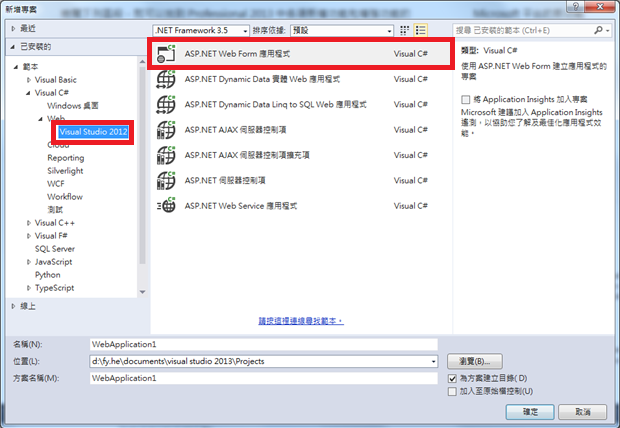 新增專案
最近
.NET Framework 3.5
排序依據:
預設
搜尋 已安裝的 範本 (Ctrl+E)
已安裝的
範本
Visual Basic
Visual C#
Windows 桌面
Web
Visual Studio 2012
Cloud
Reporting
Silverlight
WCF
Workflow
測試
Visual C++
Visual F#
SQL Server
JavaScript
Python
TypeScript
線上
ASP.NET Web Form 應用程式 Visual C#
ASP.NET Dynamic Data 實體 Web 應用程式 Visual C#
ASP.NET Dynamic Data Linq to SQL Web 應用程式 Visual C#
ASP.NET AJAX 伺服器控制項 Visual C#
ASP.NET AJAX 伺服器控制項擴充項 Visual C#
ASP.NET 伺服器控制項 Visual C#
ASP.NET Web Service 應用程式 Visual C#
請按這裡連線尋找範本。
類型: Visual C#
使用 ASP.NET Web Form 建立應用程式的
專案
將 Application Insights 加入專案
Microsoft 建議加入 Application Insights
遙測，以協助您了解及最佳化應用程式效
能。
名稱(N): WebApplication1
位置(L): d:\fy.he\documents\visual studio 2013\Projects
瀏覽(B)...
方案名稱(M): WebApplication1
為方案建立目錄(D)
加入至原始檔控制(U)
確定
取消